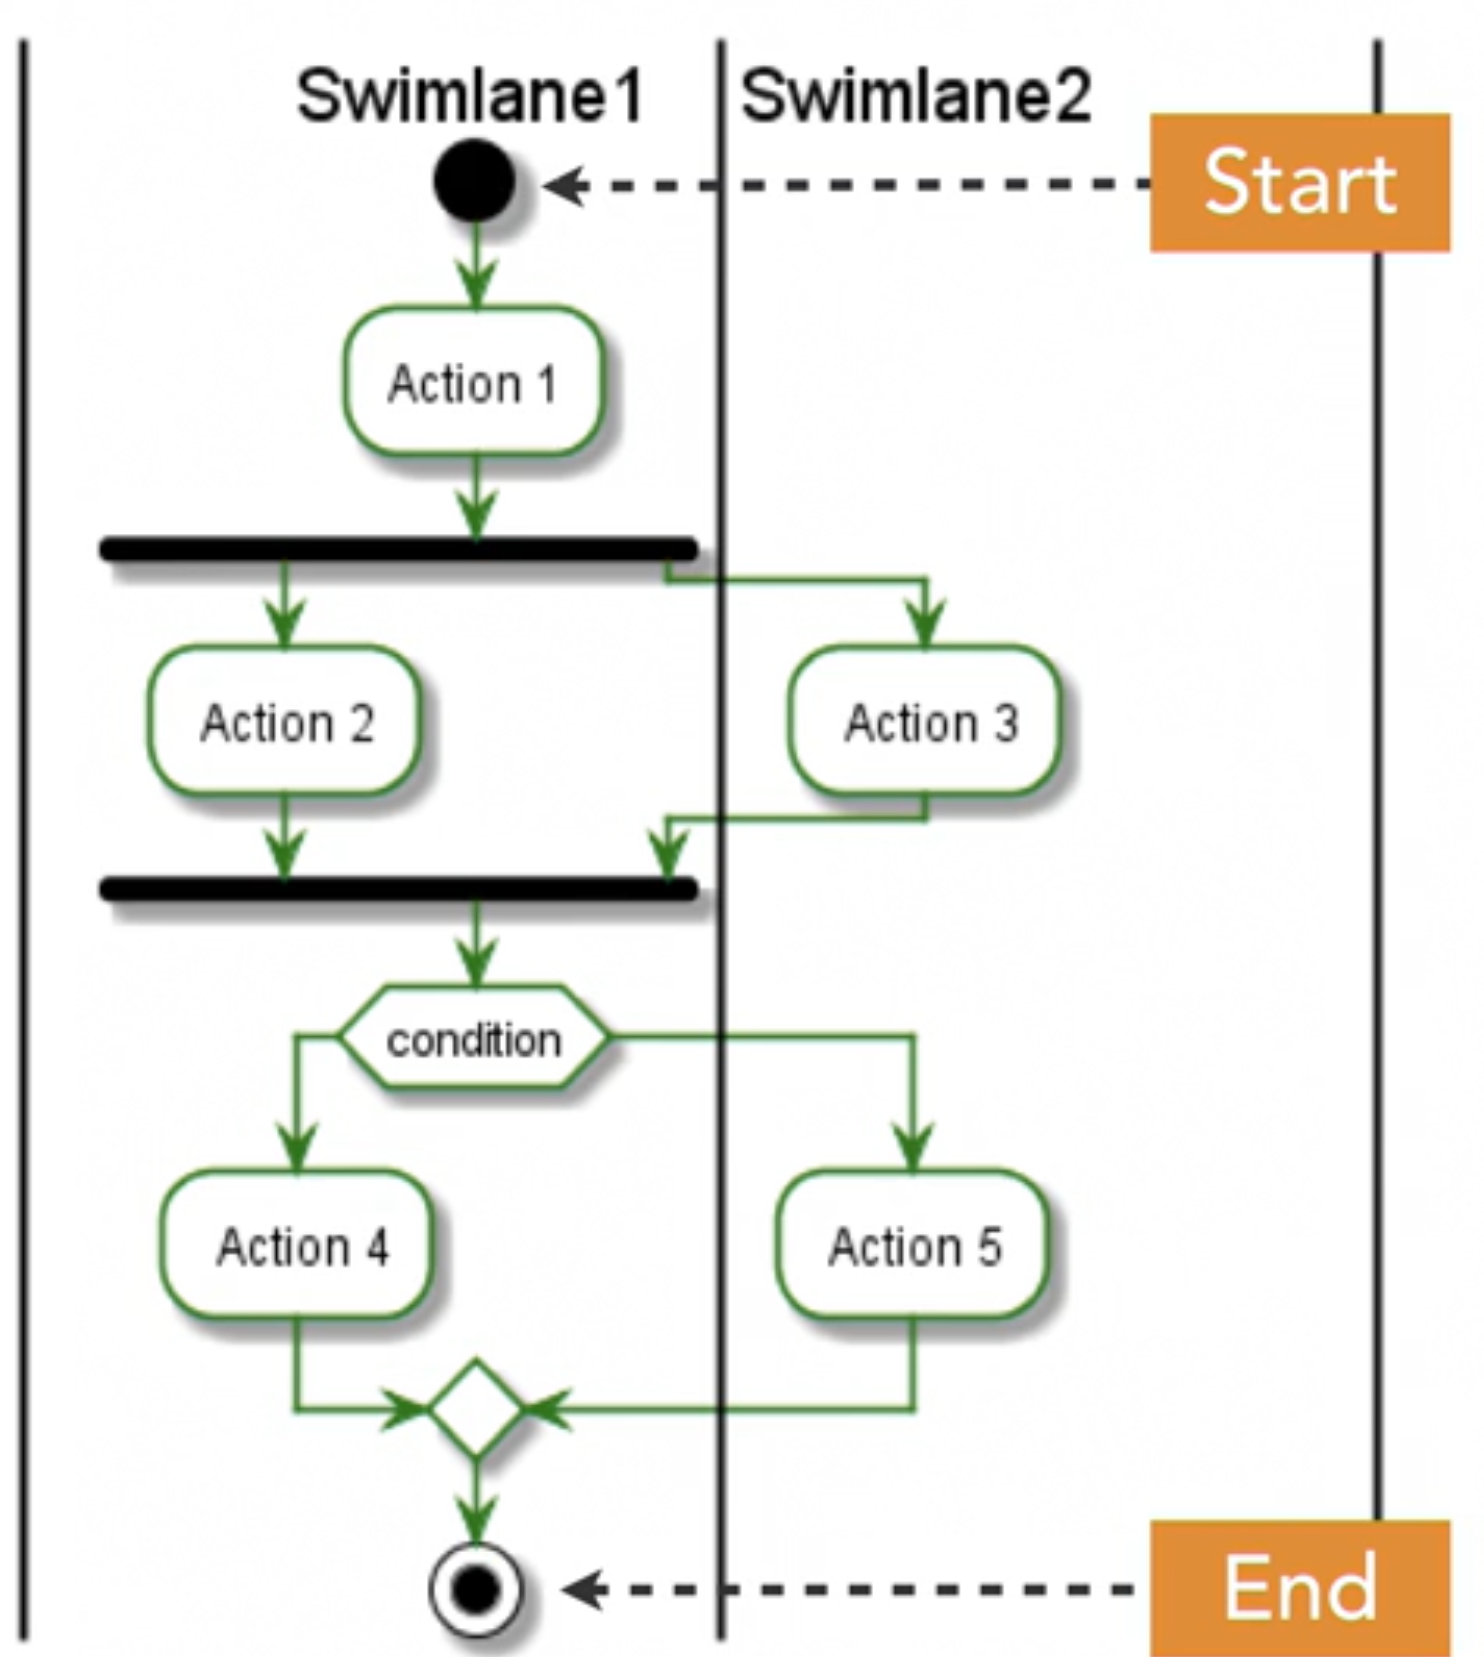 Swimlane1
Swimlane2
Start
Action 1
Action 2
Action 3
condition
Action 4
Action 5
End